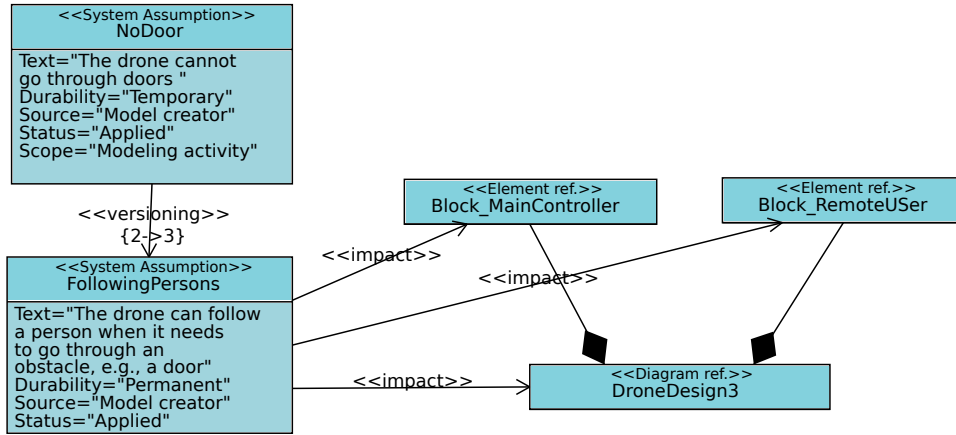 <<System Assumption>>
NoDoor
Text="The drone cannot
go through doors "
Durability="Temporary"
Source="Model creator"
Status="Applied"
Scope="Modeling activity"
<<versioning>>
{2->3}
<<Element ref.>>
Block_MainController
<<Element ref.>>
Block_RemoteUSer
<<impact>>
<<impact>>
<<System Assumption>>
FollowingPersons
Text="The drone can follow
a person when it needs
to go through an
obstacle, e.g., a door"
Durability="Permanent"
Source="Model creator"
Status="Applied"
<<impact>>
<<Diagram ref.>>
DroneDesign3